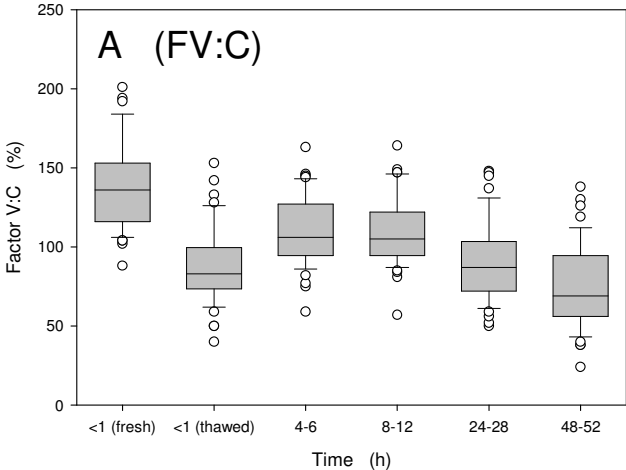 A (FV:C)
Factor V:C (%)
250
200
150
100
50
0
<1 (fresh) <1 (thawed) 4-6 8-12 24-28 48-52
Time (h)